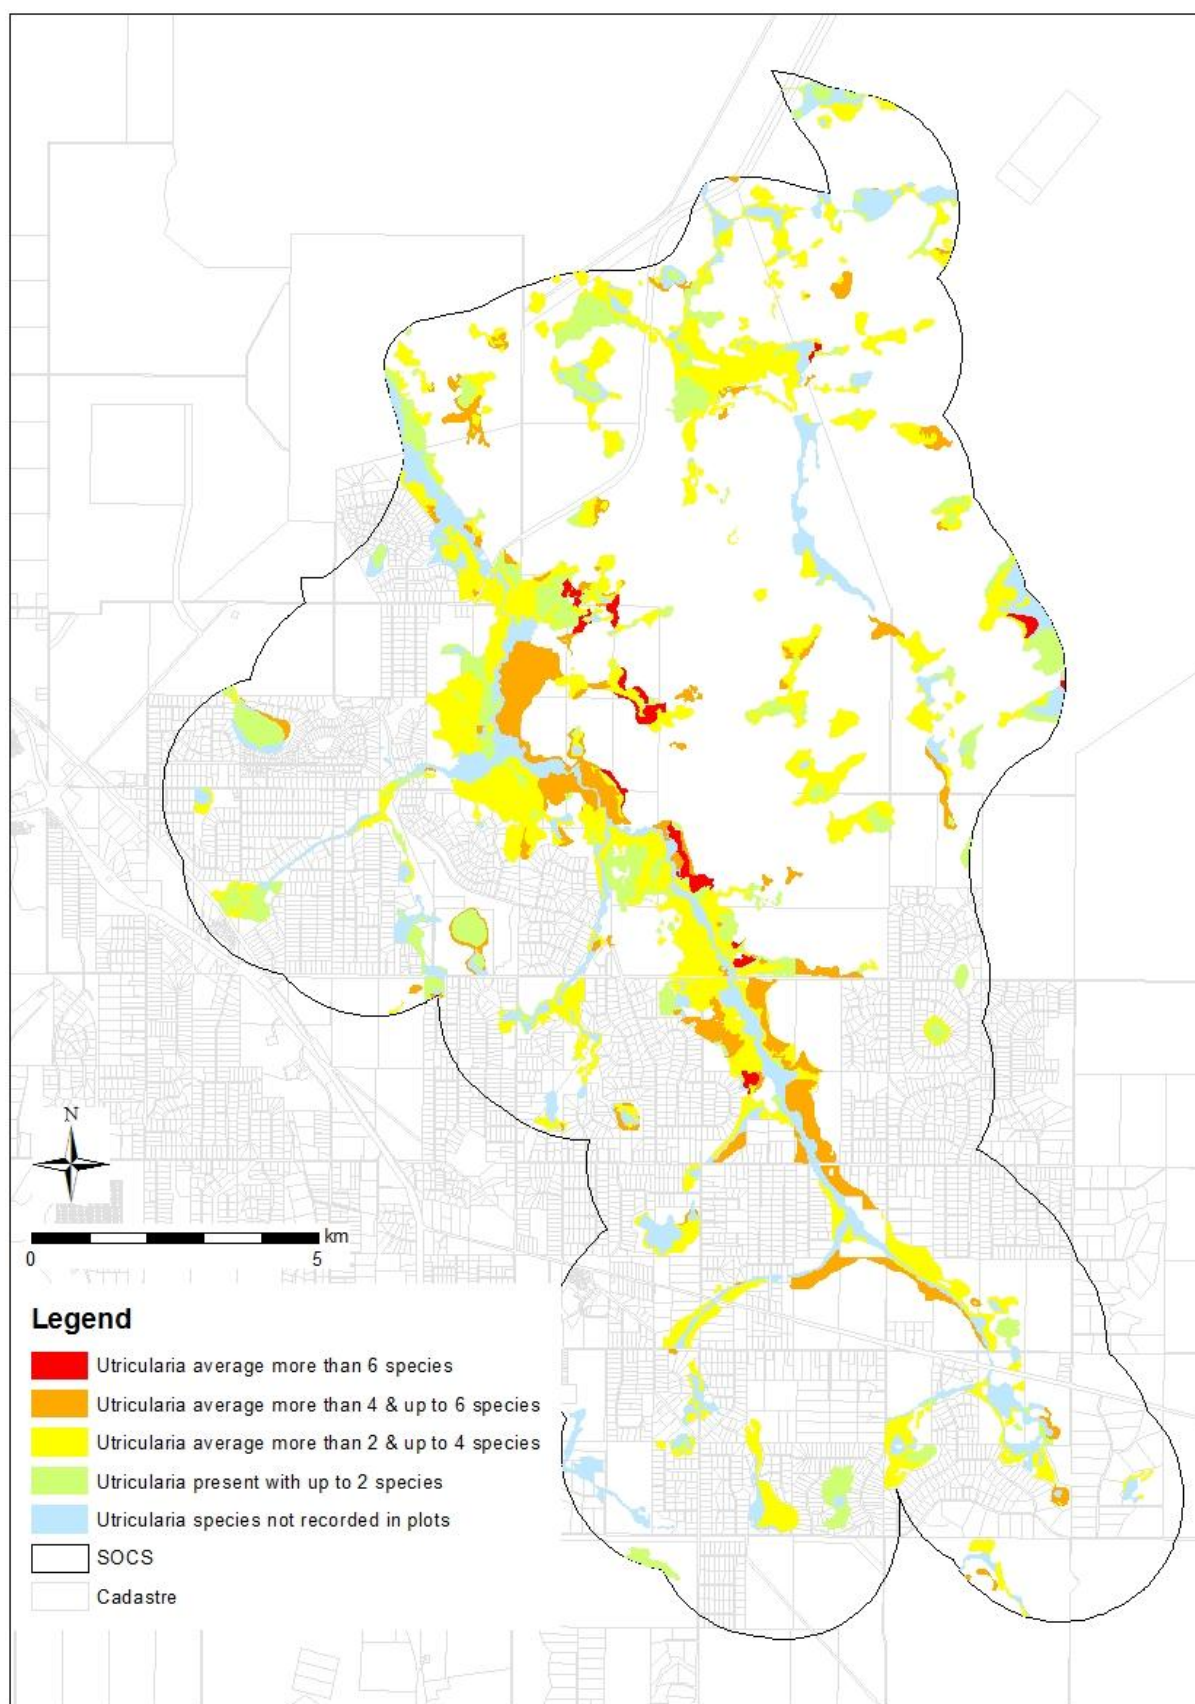 N
km
0 5
Legend
Utricularia average more than 6 species
Utricularia average more than 4 & up to 6 species
Utricularia average more than 2 & up to 4 species
Utricularia present with up to 2 species
Utricularia species not recorded in plots
SOCS
Cadastre